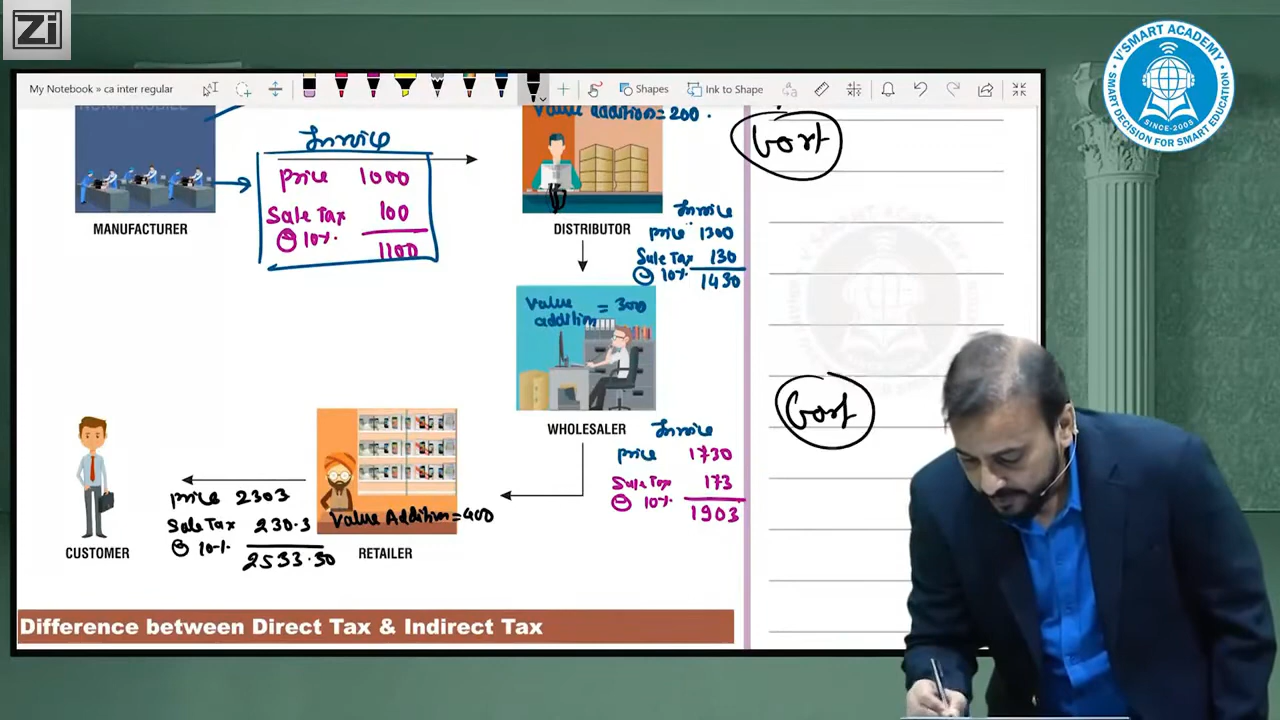 Zi
V'SMART ACADEMY
SINCE-2005
SMART DECISION FOR SMART EDUCATION
My Notebook » ca inter regular
Shapes
Ink to Shape
Value addition = 200.
Invoice
Price 1000
Sale Tax 100
@ 10%.
1100
MANUFACTURER
DISTRIBUTOR
Invoice
Price 1300
Sale Tax 130
@ 10%.
1430
Value addition = 300
WHOLESALER
Invoice
Price 1730
Sale Tax 173
@ 10%.
1903
Govt
Govt
Price 2303
Sale Tax 230.3
@ 10%.
2533.30
Value Addition = 400
CUSTOMER
RETAILER
Difference between Direct Tax & Indirect Tax